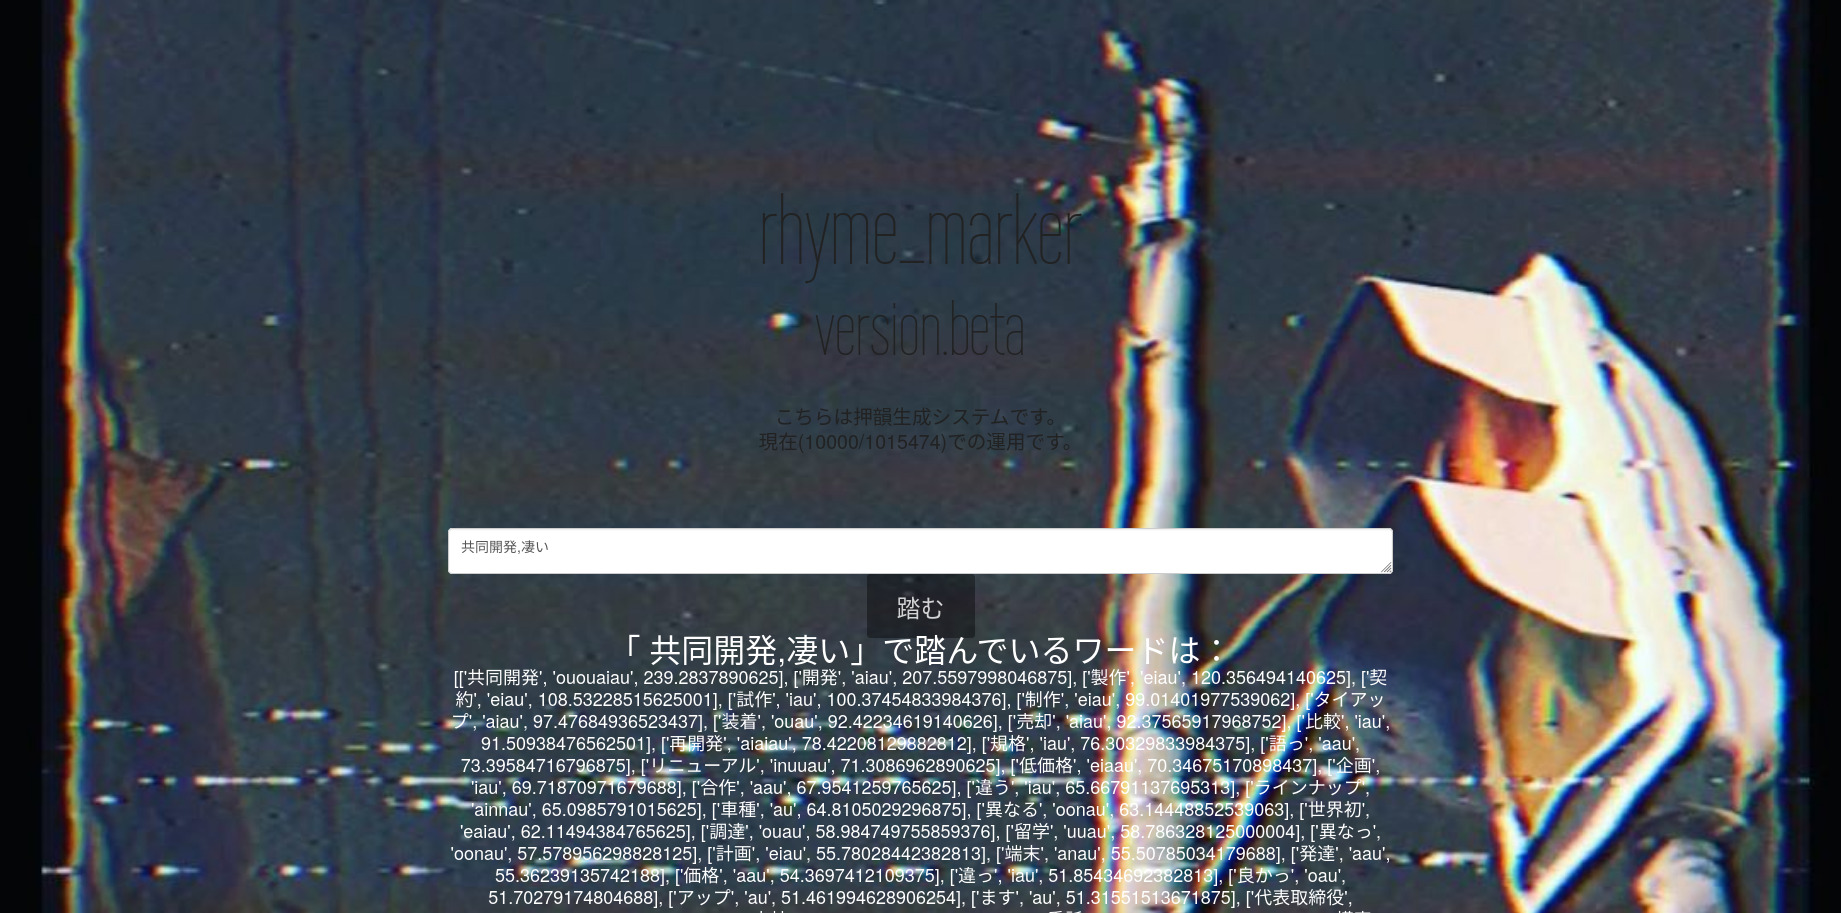 rhyme_marker
version.beta
こちらは押韻生成システムです。
現在(10000/1015474)での運用です。
共同開発,凄い
踏む
「 共同開発,凄い」で踏んでいるワードは：
[['共同開発', 'ououaiau', 239.2837890625], ['開発', 'aiau', 207.5597998046875], ['製作', 'eiau', 120.356494140625], ['契
約', 'eiau', 108.53228515625001], ['試作', 'iau', 100.37454833984376], ['制作', 'eiau', 99.01401977539062], ['タイアッ
プ', 'aiau', 97.47684936523437], ['装着', 'ouau', 92.42234619140626], ['売却', 'aiau', 92.37565917968752], ['比較', 'iau',
91.50938476562501], ['再開発', 'aiaiau', 78.42208129882812], ['規格', 'iau', 76.30329833984375], ['語っ', 'aau',
73.39584716796875], ['リニューアル', 'inuuau', 71.3086962890625], ['低価格', 'eiaau', 70.34675170898437], ['企画',
'iau', 69.71870971679688], ['合作', 'aau', 67.9541259765625], ['違う', 'iau', 65.66791137695313], ['ラインナップ',
'ainnau', 65.0985791015625], ['車種', 'au', 64.8105029296875], ['異なる', 'oonau', 63.14448852539063], ['世界初',
'eaiau', 62.11494384765625], ['調達', 'ouau', 58.984749755859376], ['留学', 'uuau', 58.786328125000004], ['異なっ',
'oonau', 57.578956298828125], ['計画', 'eiau', 55.78028442382813], ['端末', 'anau', 55.50785034179688], ['発達', 'aau',
55.36239135742188], ['価格', 'aau', 54.3697412109375], ['違っ', 'iau', 51.85434692382813], ['良かっ', 'oau',
51.70279174804688], ['アップ', 'au', 51.461994628906254], ['ます', 'au', 51.31551513671875], ['代表取締役',